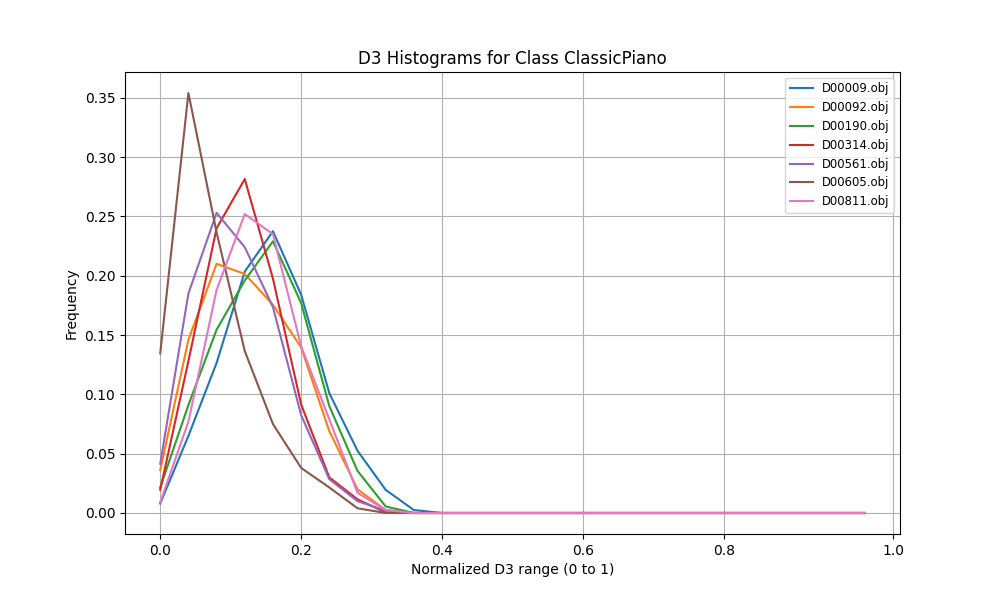 D3 Histograms for Class ClassicPiano
D00009.obj
D00092.obj
D00190.obj
D00314.obj
D00561.obj
D00605.obj
D00811.obj
Frequency
0.35
0.30
0.25
0.20
0.15
0.10
0.05
0.00
0.0 0.2 0.4 0.6 0.8 1.0
Normalized D3 range (0 to 1)